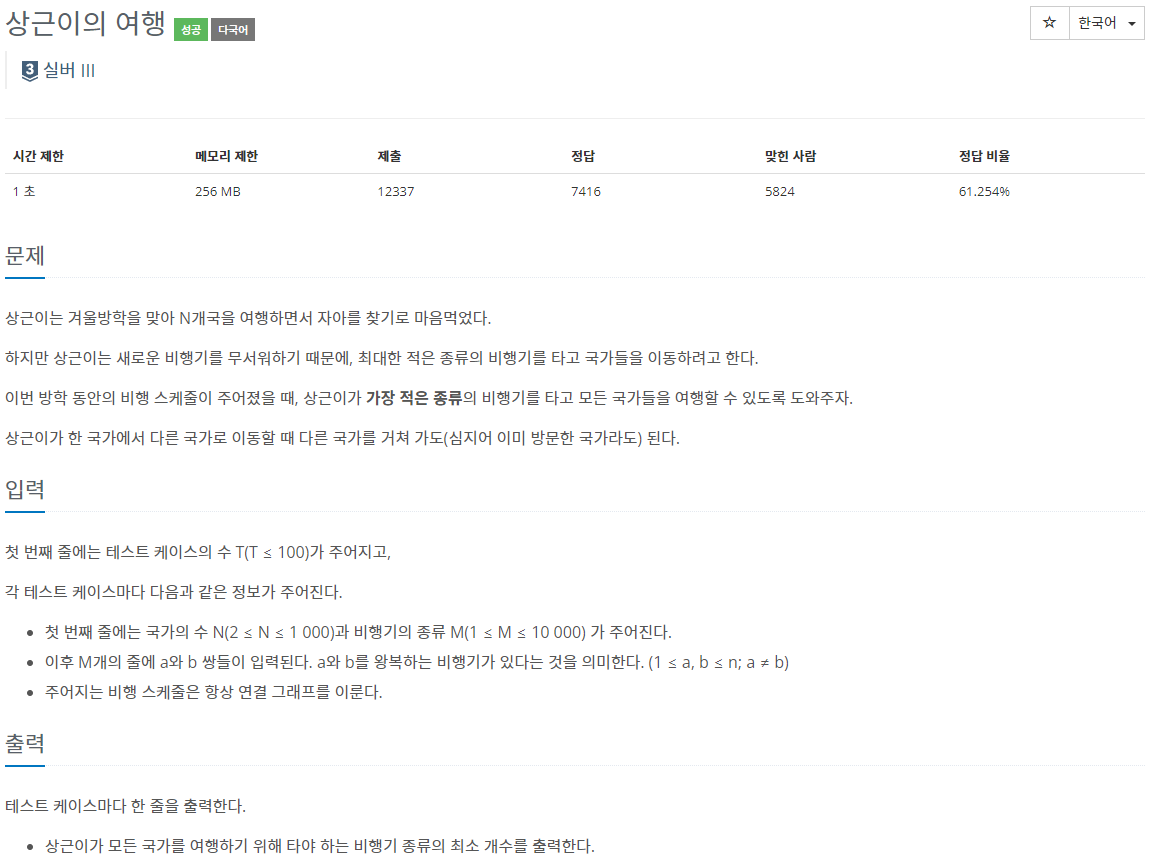 상근이의 여행 성공 다국어
☆ 한국어
3 실버 III
시간 제한 메모리 제한 제출 정답 맞힌 사람 정답 비율
1 초 256 MB 12337 7416 5824 61.254%
문제
상근이는 겨울방학을 맞아 N개국을 여행하면서 자아를 찾기로 마음먹었다.
하지만 상근이는 새로운 비행기를 무서워하기 때문에, 최대한 적은 종류의 비행기를 타고 국가들을 이동하려고 한다.
이번 방학 동안의 비행 스케줄이 주어졌을 때, 상근이가 가장 적은 종류의 비행기를 타고 모든 국가들을 여행할 수 있도록 도와주자.
상근이가 한 국가에서 다른 국가로 이동할 때 다른 국가를 거쳐 가도(심지어 이미 방문한 국가라도) 된다.
입력
첫 번째 줄에는 테스트 케이스의 수 T(T ≤ 100)가 주어지고,
각 테스트 케이스마다 다음과 같은 정보가 주어진다.
• 첫 번째 줄에는 국가의 수 N(2 ≤ N ≤ 1 000)과 비행기의 종류 M(1 ≤ M ≤ 10 000) 가 주어진다.
• 이후 M개의 줄에 a와 b 쌍들이 입력된다. a와 b를 왕복하는 비행기가 있다는 것을 의미한다. (1 ≤ a, b ≤ n; a ≠ b)
• 주어지는 비행 스케줄은 항상 연결 그래프를 이룬다.
출력
테스트 케이스마다 한 줄을 출력한다.
• 상근이가 모든 국가를 여행하기 위해 타야 하는 비행기 종류의 최소 개수를 출력한다.